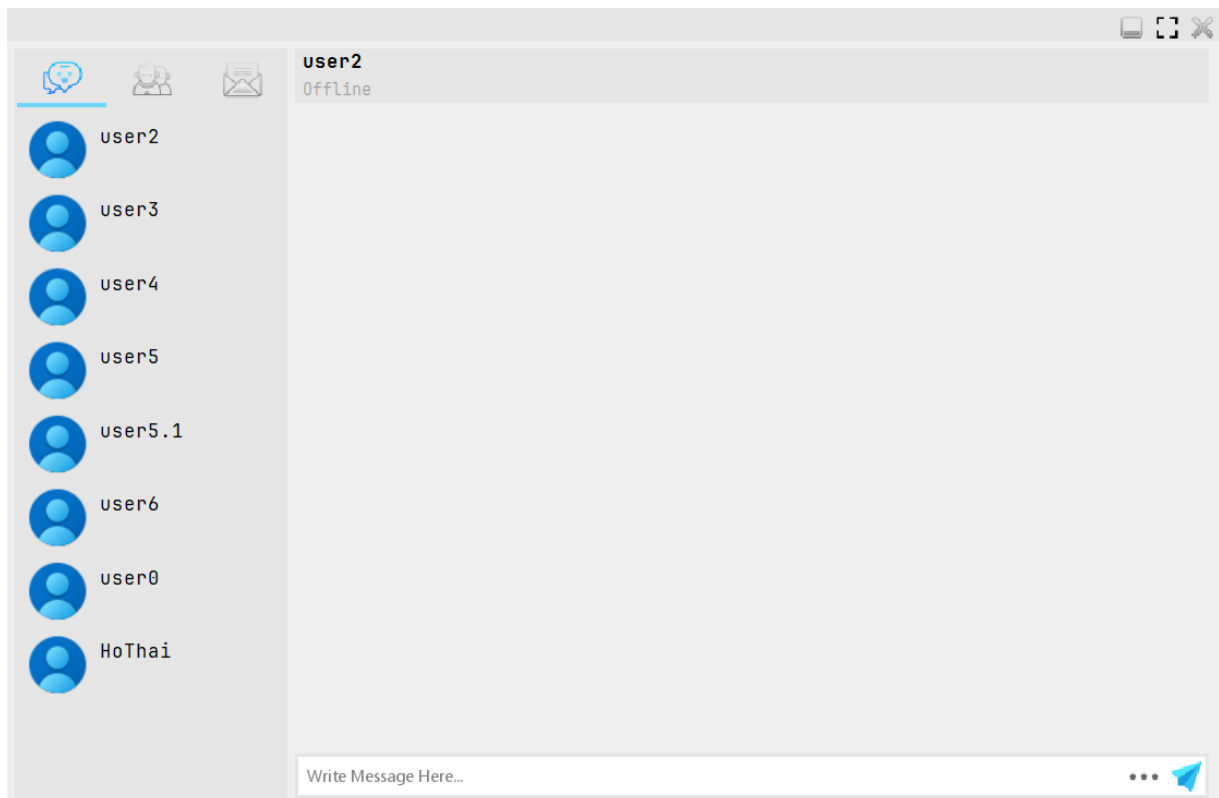 user2
Offline
user2
user3
user4
user5
user5.1
user6
user0
HoThai
Write Message Here...